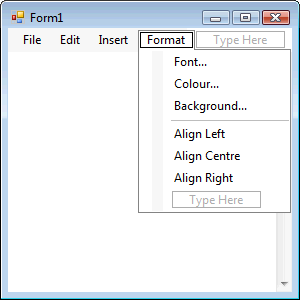 Form1
File Edit Insert Format Type Here
Font...
Colour...
Background...
Align Left
Align Centre
Align Right
Type Here